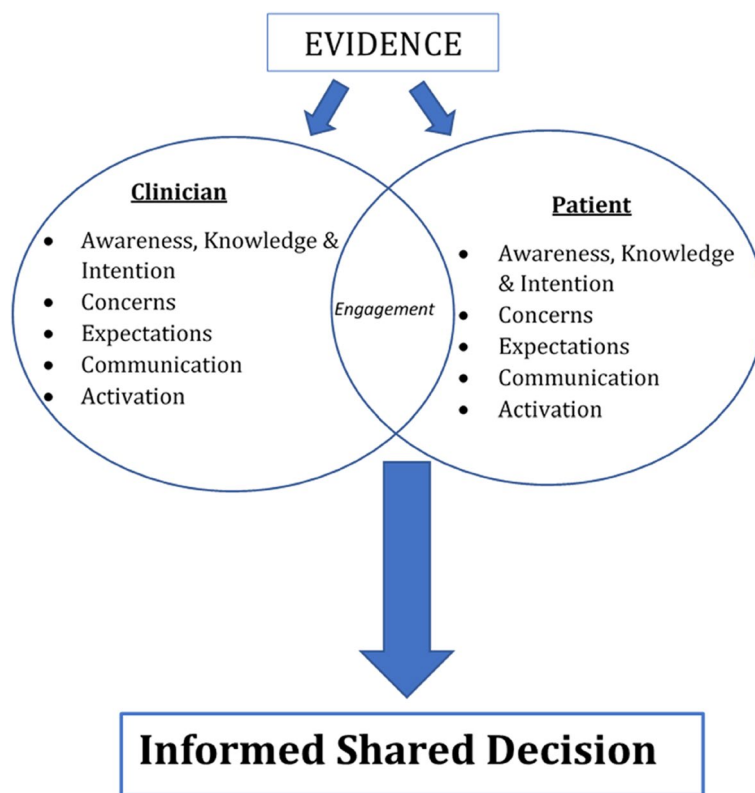 EVIDENCE
Clinician
• Awareness, Knowledge &
Intention
• Concerns
• Expectations
• Communication
• Activation
Engagement
Patient
• Awareness, Knowledge
& Intention
• Concerns
• Expectations
• Communication
• Activation
Informed Shared Decision